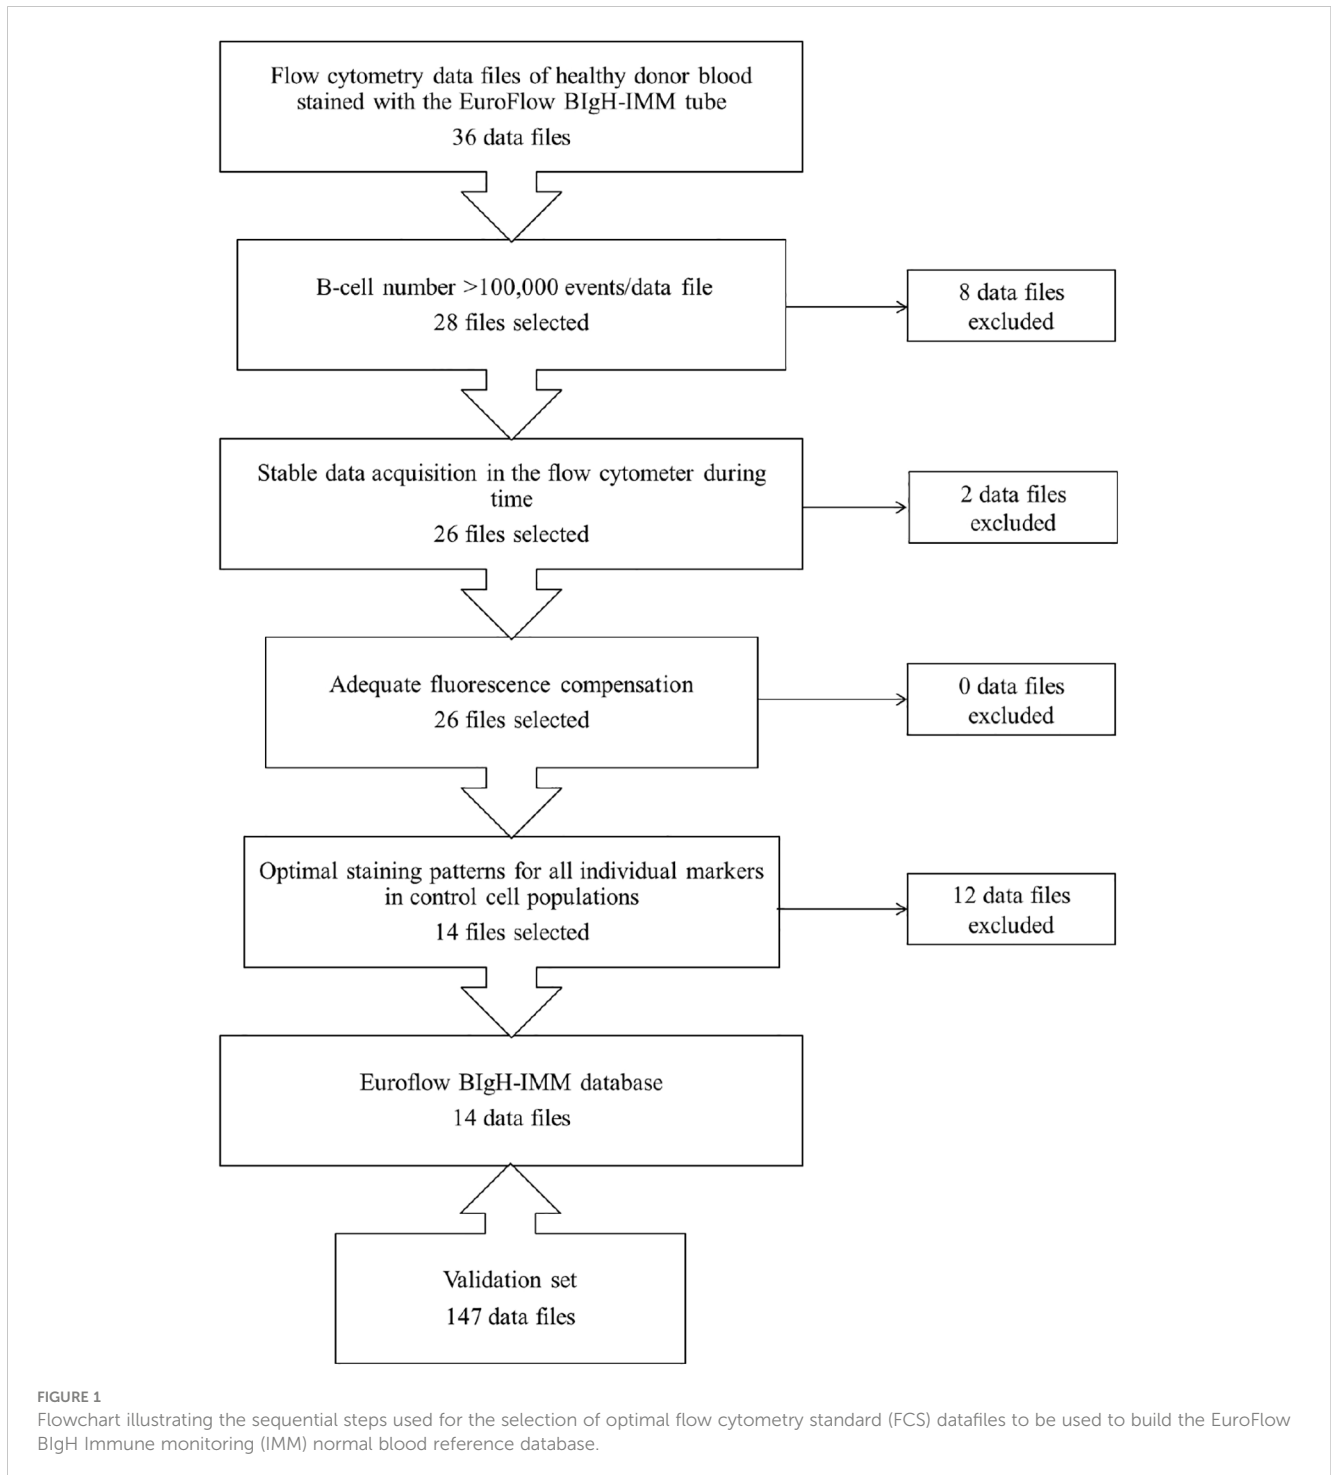 Flow cytometry data files of healthy donor blood
stained with the EuroFlow BIgH-IMM tube
36 data files
B-cell number >100,000 events/data file
28 files selected
8 data files
excluded
Stable data acquisition in the flow cytometer during
time
26 files selected
2 data files
excluded
Adequate fluorescence compensation
26 files selected
0 data files
excluded
Optimal staining patterns for all individual markers
in control cell populations
14 files selected
12 data files
excluded
Euroflow BIgH-IMM database
14 data files
Validation set
147 data files
FIGURE 1
Flowchart illustrating the sequential steps used for the selection of optimal flow cytometry standard (FCS) datafiles to be used to build the EuroFlow
BIgH Immune monitoring (IMM) normal blood reference database.